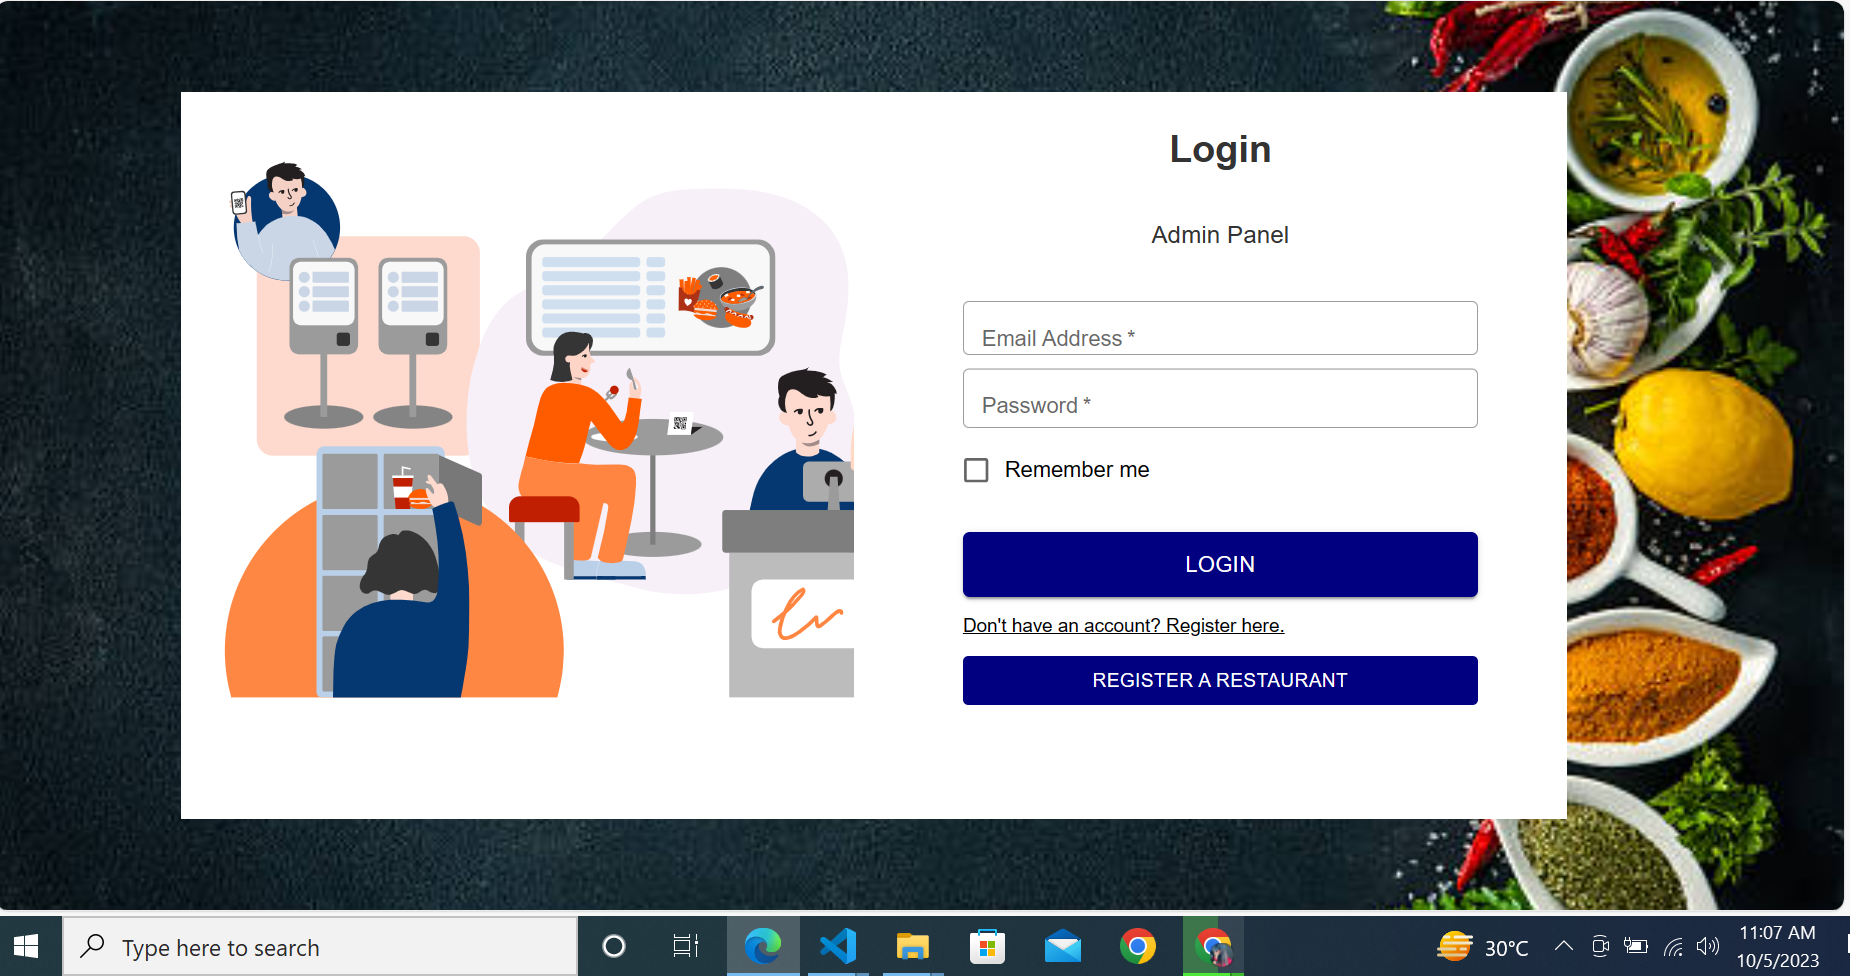 Login
Admin Panel
Email Address *
Password *
Remember me
LOGIN
Don't have an account? Register here.
REGISTER A RESTAURANT
Type here to search
30°C
11:07 AM
10/5/2023